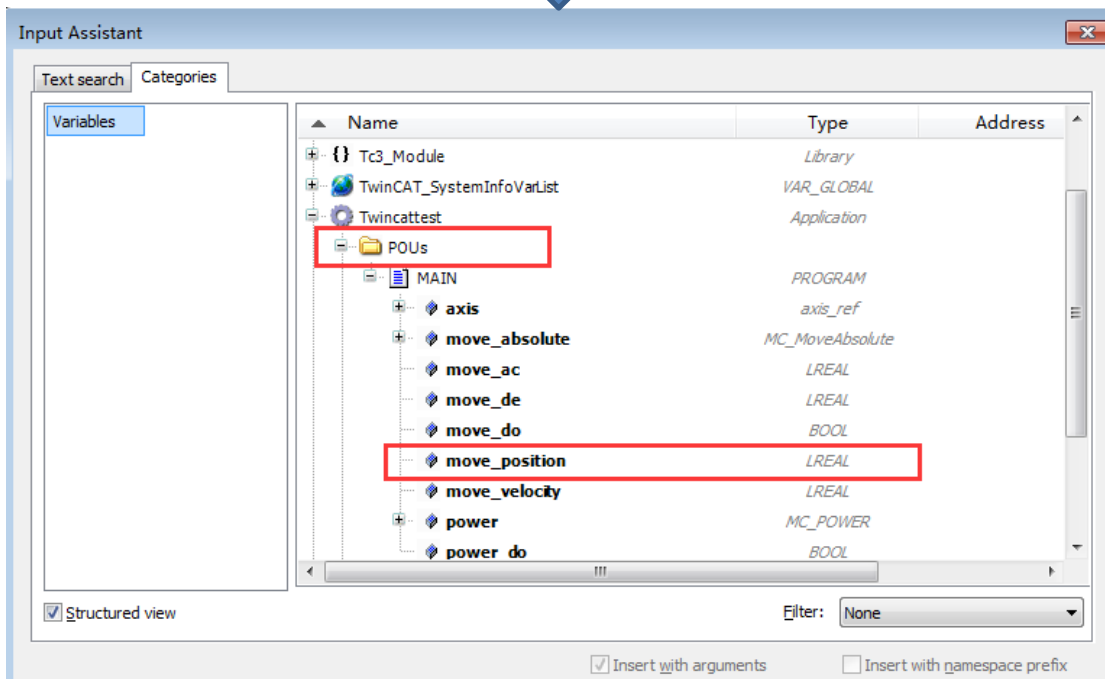 Input Assistant
Text search Categories
Variables
Name Type Address
{} Tc3_Module Library
TwinCAT_SystemInfoVarList VAR_GLOBAL
Twincattest Application
POUs
MAIN PROGRAM
axis axis_ref
move_absolute MC_MoveAbsolute
move_ac LREAL
move_de LREAL
move_do BOOL
move_position LREAL
move_velocity LREAL
power MC_POWER
power_do BOOL
Structured view Filter: None
Insert with arguments Insert with namespace prefix